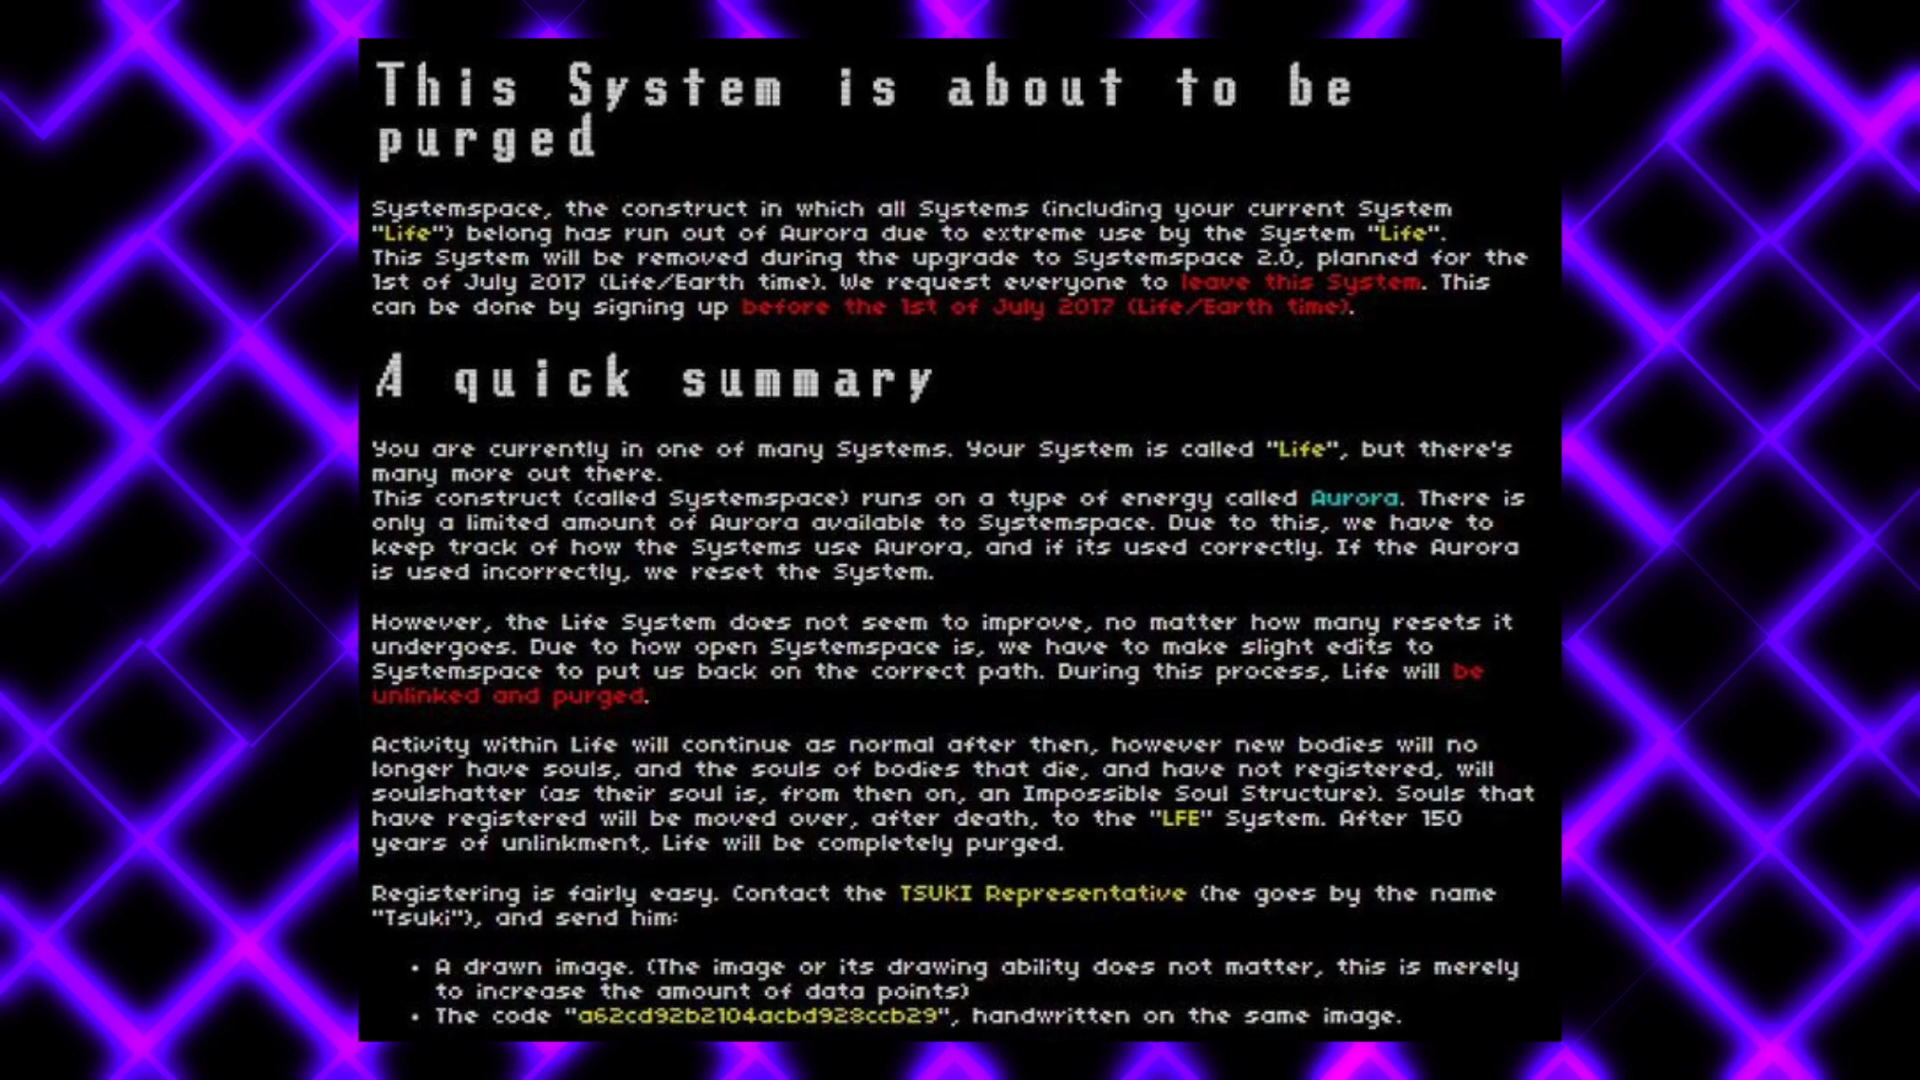 This System is about to be
purged
Systemspace, the construct in which all Systems (including your current System
"Life") belong has run out of Aurora due to extreme use by the System "Life".
This System will be removed during the upgrade to Systemspace 2.0, planned for the
1st of July 2017 (Life/Earth time). We request everyone to leave this System. This
can be done by signing up before the 1st of July 2017 (Life/Earth time).
A quick summary
You are currently in one of many Systems. Your System is called "Life", but there's
many more out there.
This construct (called Systemspace) runs on a type of energy called Aurora. There is
only a limited amount of Aurora available to Systemspace. Due to this, we have to
keep track of how the Systems use Aurora, and if its used correctly. If the Aurora
is used incorrectly, we reset the System.
However, the Life System does not seem to improve, no matter how many resets it
undergoes. Due to how open Systemspace is, we have to make slight edits to
Systemspace to put us back on the correct path. During this process, Life will be
unlinked and purged.
Activity within Life will continue as normal after then, however new bodies will no
longer have souls, and the souls of bodies that die, and have not registered, will
soulshatter (as their soul is, from then on, an Impossible Soul Structure). Souls that
have registered will be moved over, after death, to the "LFE" System. After 150
years of unlinkment, Life will be completely purged.
Registering is fairly easy. Contact the TSUKI Representative (he goes by the name
"Tsuki"), and send him:
• A drawn image. (The image or its drawing ability does not matter, this is merely
to increase the amount of data points)
• The code "a62cd92b2104acbd928ccb29", handwritten on the same image.